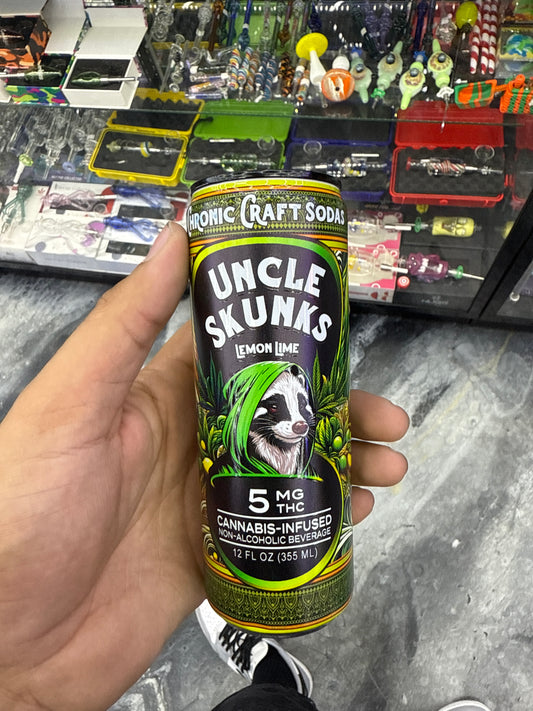 HRONIC CRAFT SODAS
UNCLE
SKUNKS
LEMON LIME
5 MG
THC
CANNABIS-INFUSED
NON-ALCOHOLIC BEVERAGE
12 FL OZ (355 ML)